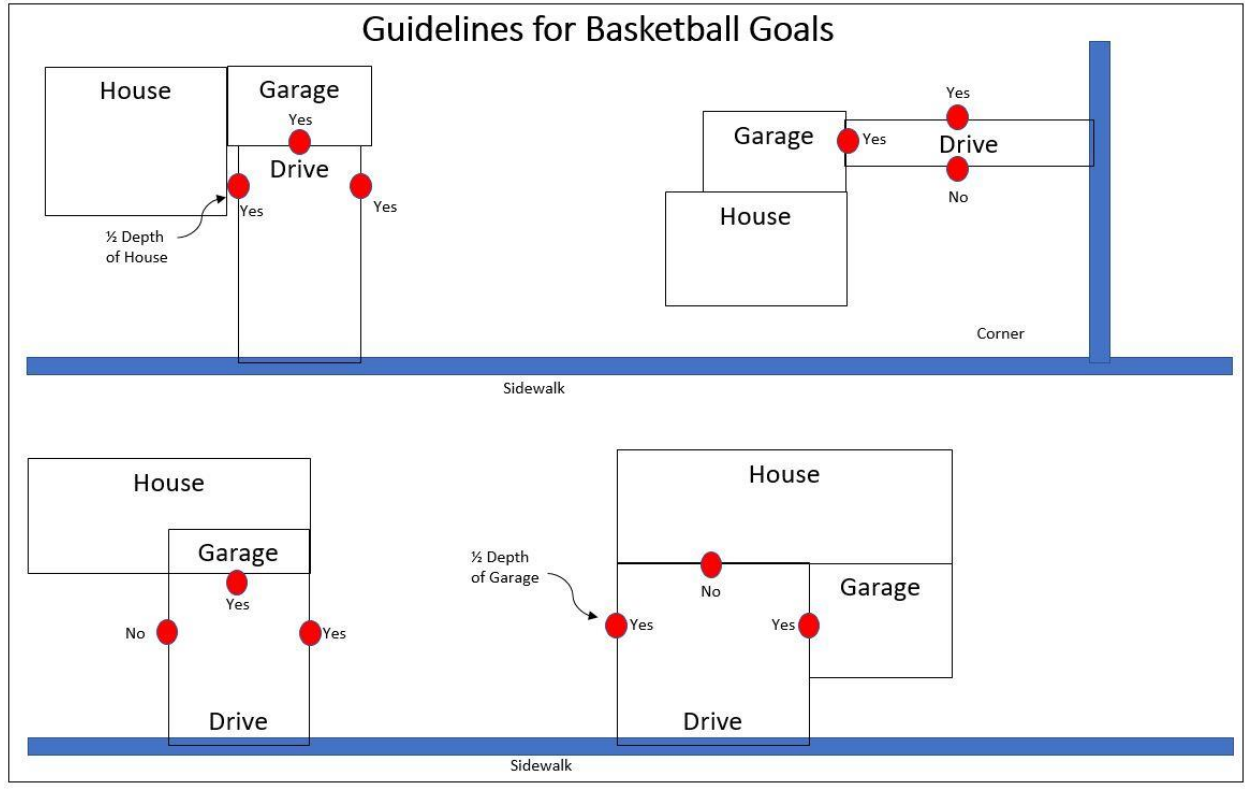 Guidelines for Basketball Goals
House
Garage
Yes
Drive
Yes
Yes
½ Depth
of House
Yes
Garage
Yes
Drive
No
House
Corner
Sidewalk
House
Garage
Yes
No
Yes
Drive
House
½ Depth
of Garage
No
Garage
Yes
Yes
Drive
Sidewalk